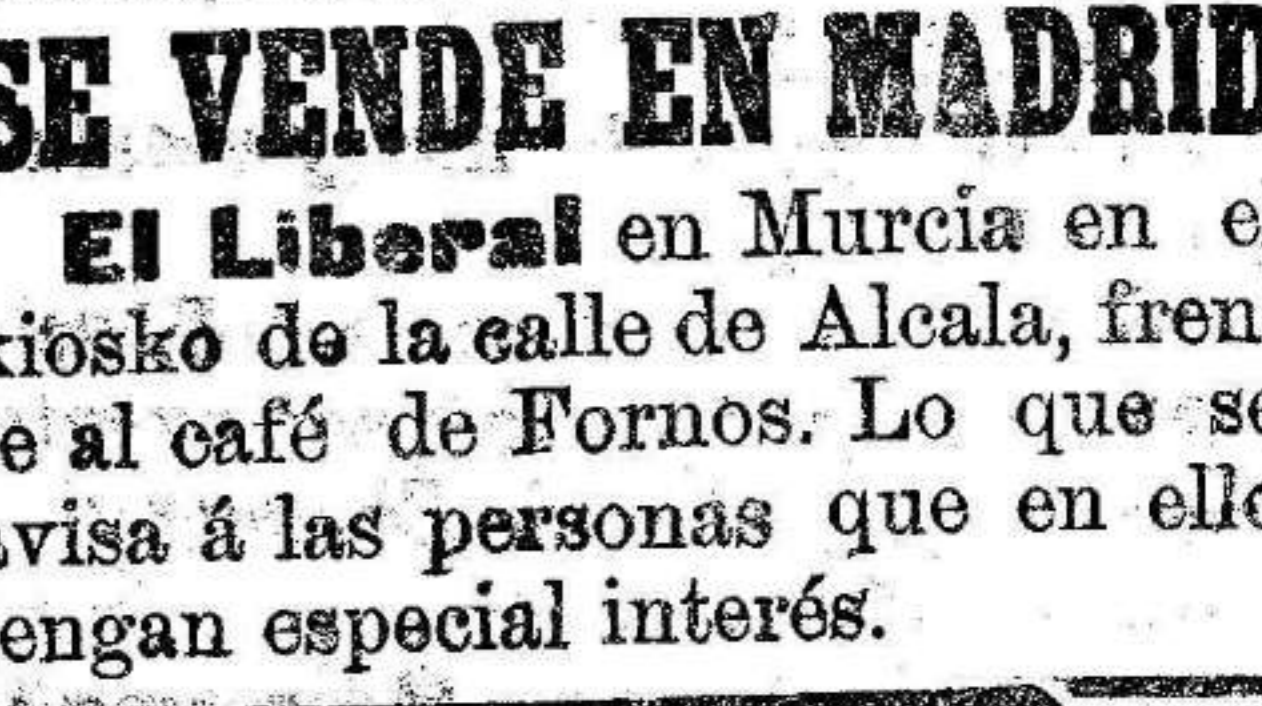 SE VENDE EN MADRID
El Liberal en Murcia en e
kiosko de la calle de Alcala, fren
e al café de Fornos. Lo que se
avisa á las personas que en ello
engan especial interés.